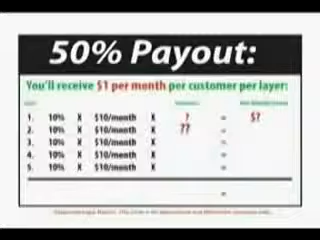 50% Payout:
You'll receive $1 per month per customer per layer:
1. 10% X $10/month X ? = $?
2. 10% X $10/month X ?? =
3. 10% X $10/month X =
4. 10% X $10/month X =
5. 10% X $10/month X =
=